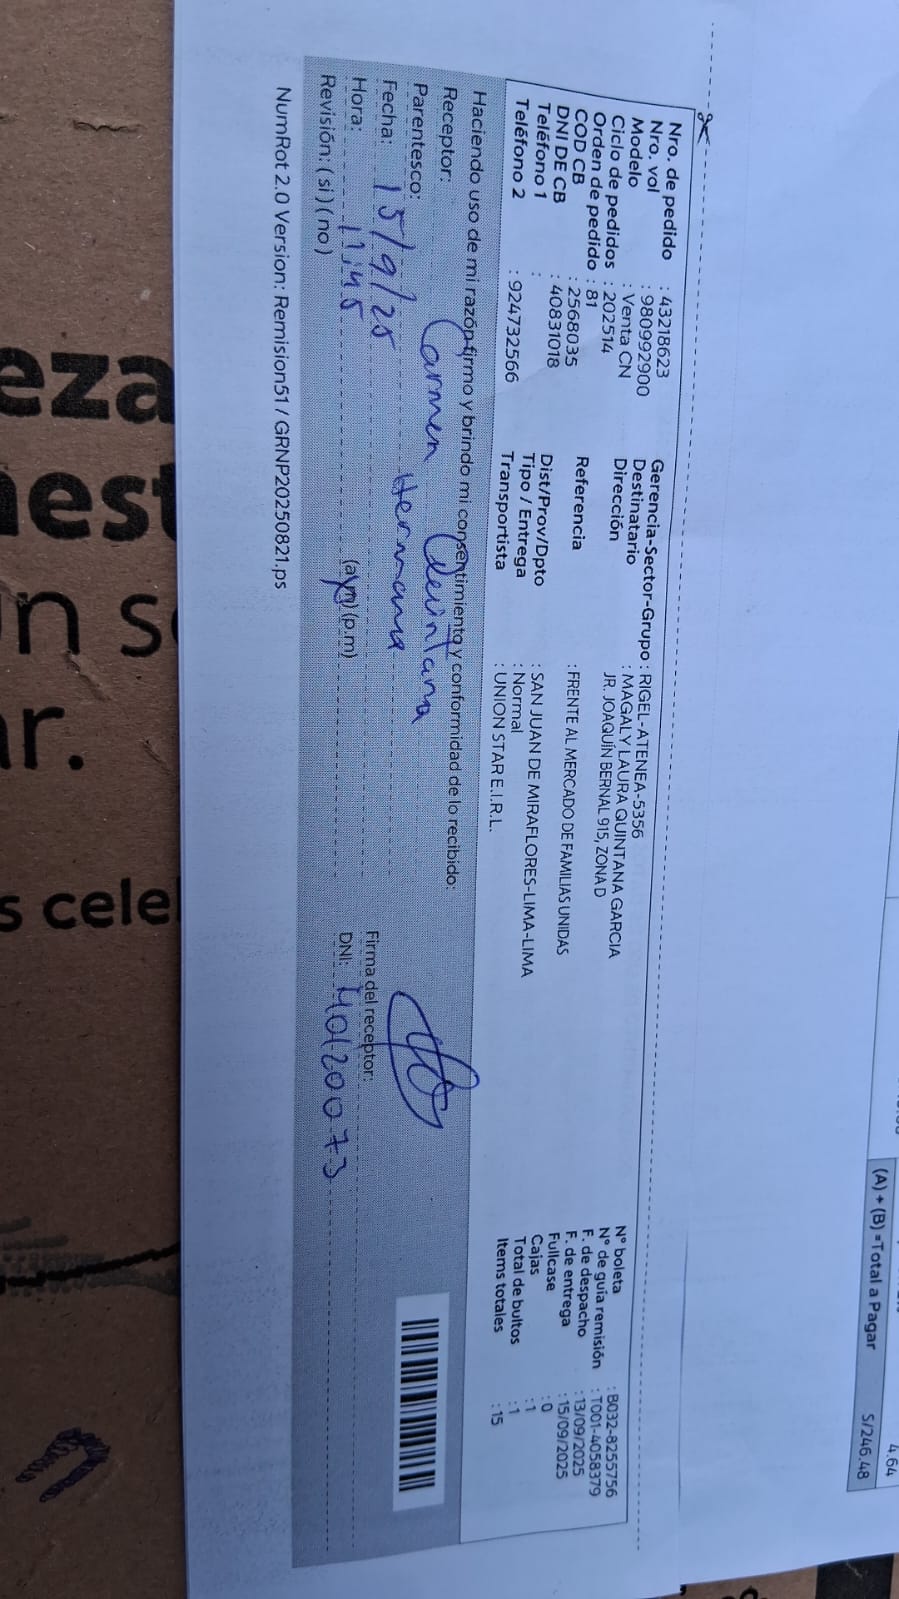 4.64
(A) + (B) =Total a Pagar S/246.48
Nro. de pedido : 43218623
Nro. vol : 980992900
Modelo : Venta CN
Ciclo de pedidos : 202514
Orden de pedido : 81
COD CB : 2568035
DNI DE CB : 40831018
Teléfono 1 :
Teléfono 2 : 924732566
Gerencia-Sector-Grupo : RIGEL-ATENEA-5356
Destinatario : MAGALY LAURA QUINTANA GARCIA
Dirección JR. JOAQUÍN BERNAL 915, ZONA D
Referencia : FRENTE AL MERCADO DE FAMILIAS UNIDAS
Dist/Prov/Dpto : SAN JUAN DE MIRAFLORES-LIMA-LIMA
Tipo / Entrega : Normal
Transportista : UNION STAR E.I.R.L.
N° boleta : B032-8255756
N° de guía remisión : T001-4058379
F. de despacho : 13/09/2025
F. de entrega : 15/09/2025
Fullcase : 0
Cajas : 1
Total de bultos : 1
Items totales : 15
Haciendo uso de mi razón firmo y brindo mi consentimiento y conformidad de lo recibido:
Receptor: Carmen Quintana
Parentesco: Hermana
Fecha: 15/9/25
Hora: 11:45 (a.m) (p.m)
Revisión: ( si ) ( no )
Firma del receptor:
DNI: 40120073
NumRot 2.0 Version: Remision51 / GRNP20250821.ps
eza
nest
n s
ar.
s cele